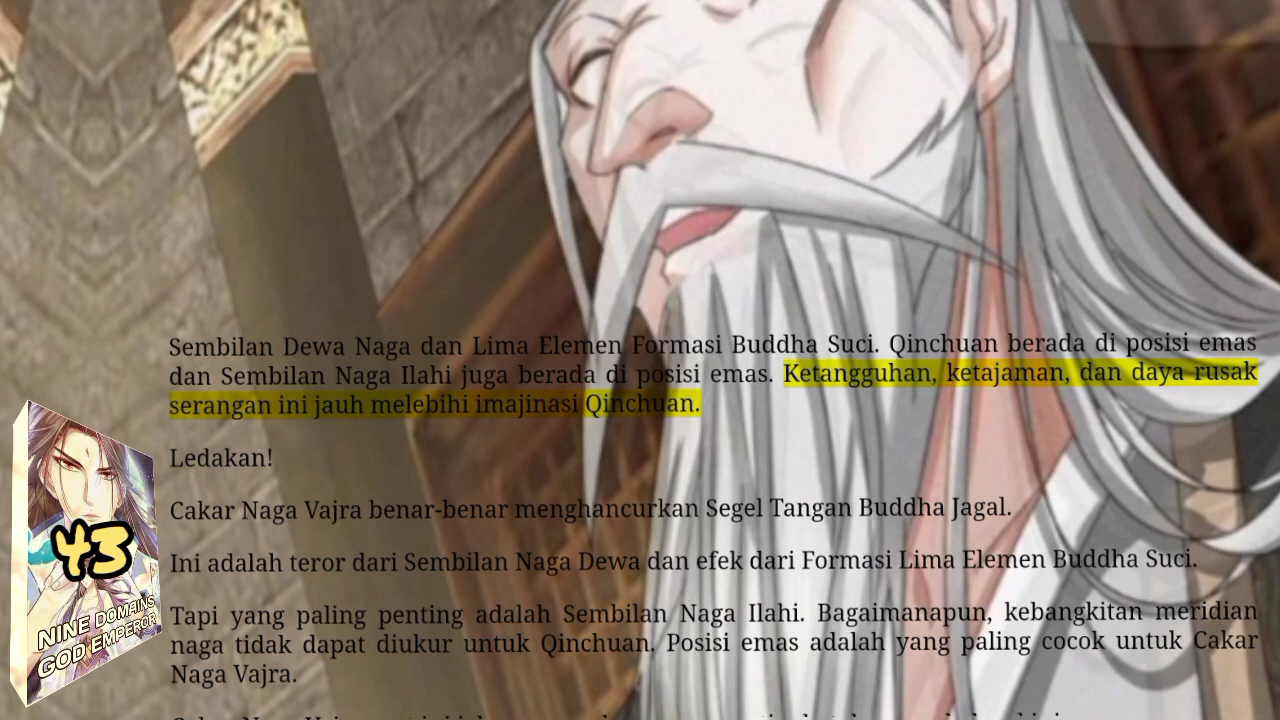 Sembilan Dewa Naga dan Lima Elemen Formasi Buddha Suci. Qinchuan berada di posisi emas
dan Sembilan Naga Ilahi juga berada di posisi emas. Ketangguhan, ketajaman, dan daya rusak
serangan ini jauh melebihi imajinasi Qinchuan.
Ledakan!
Cakar Naga Vajra benar-benar menghancurkan Segel Tangan Buddha Jagal.
Ini adalah teror dari Sembilan Naga Dewa dan efek dari Formasi Lima Elemen Buddha Suci.
Tapi yang paling penting adalah Sembilan Naga Ilahi. Bagaimanapun, kebangkitan meridian
naga tidak dapat diukur untuk Qinchuan. Posisi emas adalah yang paling cocok untuk Cakar
Naga Vajra.
43
NINE DOMAINS
GOD EMPEROR